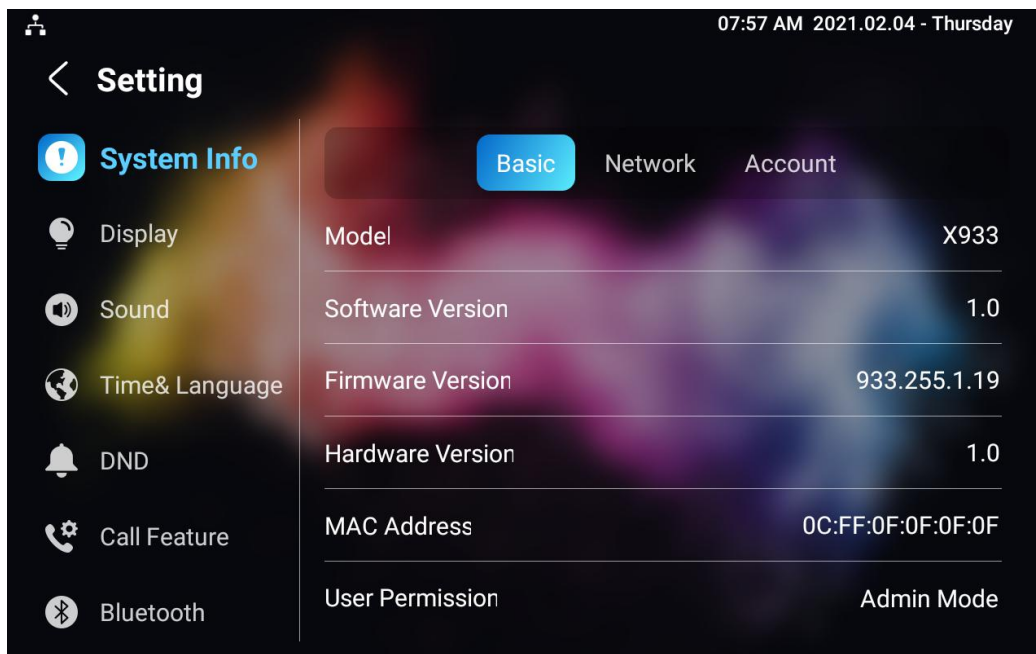 07:57 AM 2021.02.04 - Thursday
Setting
System Info
Display
Sound
Time& Language
DND
Call Feature
Bluetooth
Basic Network Account
Model X933
Software Version 1.0
Firmware Version 933.255.1.19
Hardware Version 1.0
MAC Address 0C:FF:0F:0F:0F:0F
User Permission Admin Mode